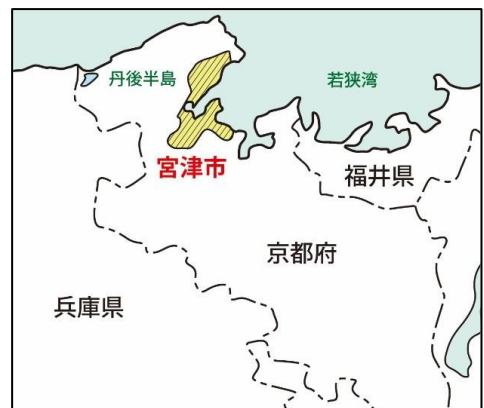 丹後半島
若狭湾
宮津市
福井県
京都府
兵庫県